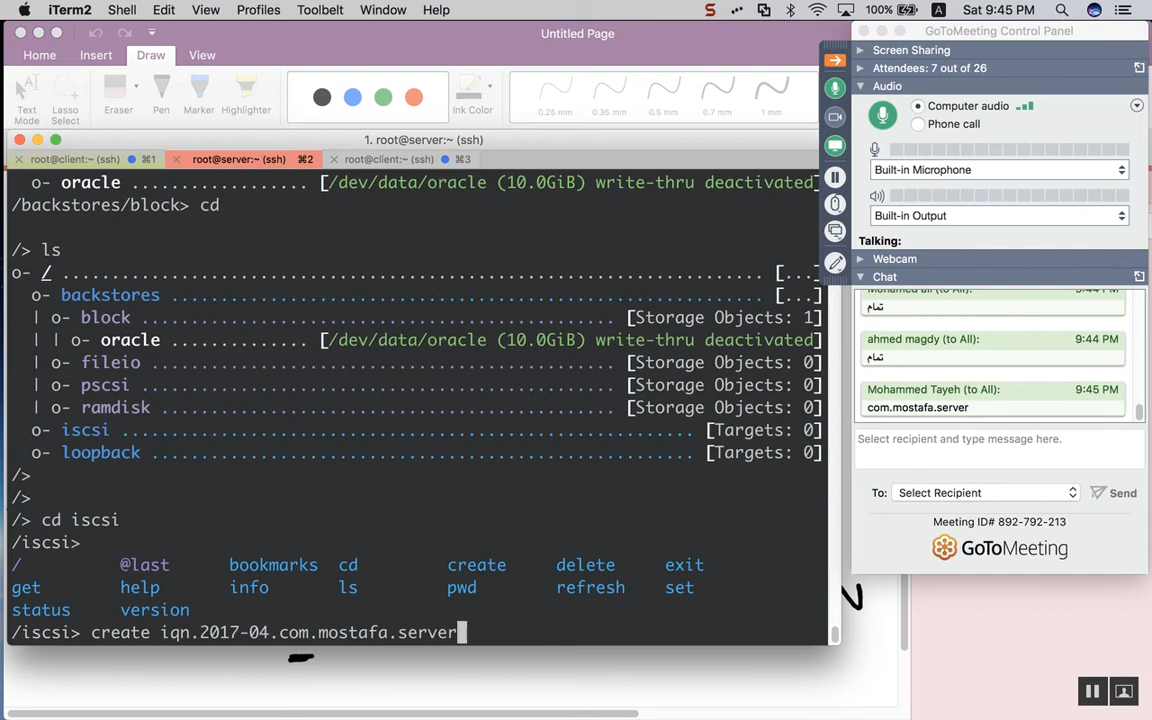 iTerm2 Shell Edit View Profiles Toolbelt Window Help 100% A Sat 9:45 PM
Untitled Page
Home Insert Draw View
Text Mode
Lasso Select
Eraser
Pen
Marker
Highlighter
Ink Color
0.25 mm 0.35 mm 0.5 mm 0.7 mm 1 mm
1. root@server:~ (ssh)
root@client:~ (ssh) ⌘1 root@server:~ (ssh) ⌘2 root@client:~ (ssh) ⌘3
o- oracle ................ [/dev/data/oracle (10.0GiB) write-thru deactivated]
/backstores/block> cd
/> ls
o- / ................................................................ [...]
o- backstores ...................................................... [...]
| o- block .......................................... [Storage Objects: 1]
| | o- oracle ............ [/dev/data/oracle (10.0GiB) write-thru deactivated]
| o- fileio ......................................... [Storage Objects: 0]
| o- pscsi .......................................... [Storage Objects: 0]
| o- ramdisk ........................................ [Storage Objects: 0]
o- iscsi .................................................... [Targets: 0]
o- loopback ................................................. [Targets: 0]
/>
/>
/> cd iscsi
/iscsi>
/ @last bookmarks cd create delete exit
get help info ls pwd refresh set
status version
/iscsi> create iqn.2017-04.com.mostafa.server
GoToMeeting Control Panel
Screen Sharing
Attendees: 7 out of 26
Audio
Computer audio
Phone call
Built-in Microphone
Built-in Output
Talking:
Webcam
Chat
Mohamed ali (to All): 9:44 PM
تمام
ahmed magdy (to All): 9:44 PM
تمام
Mohammed Tayeh (to All): 9:45 PM
com.mostafa.server
Select recipient and type message here.
To: Select Recipient Send
Meeting ID# 892-792-213
GoToMeeting